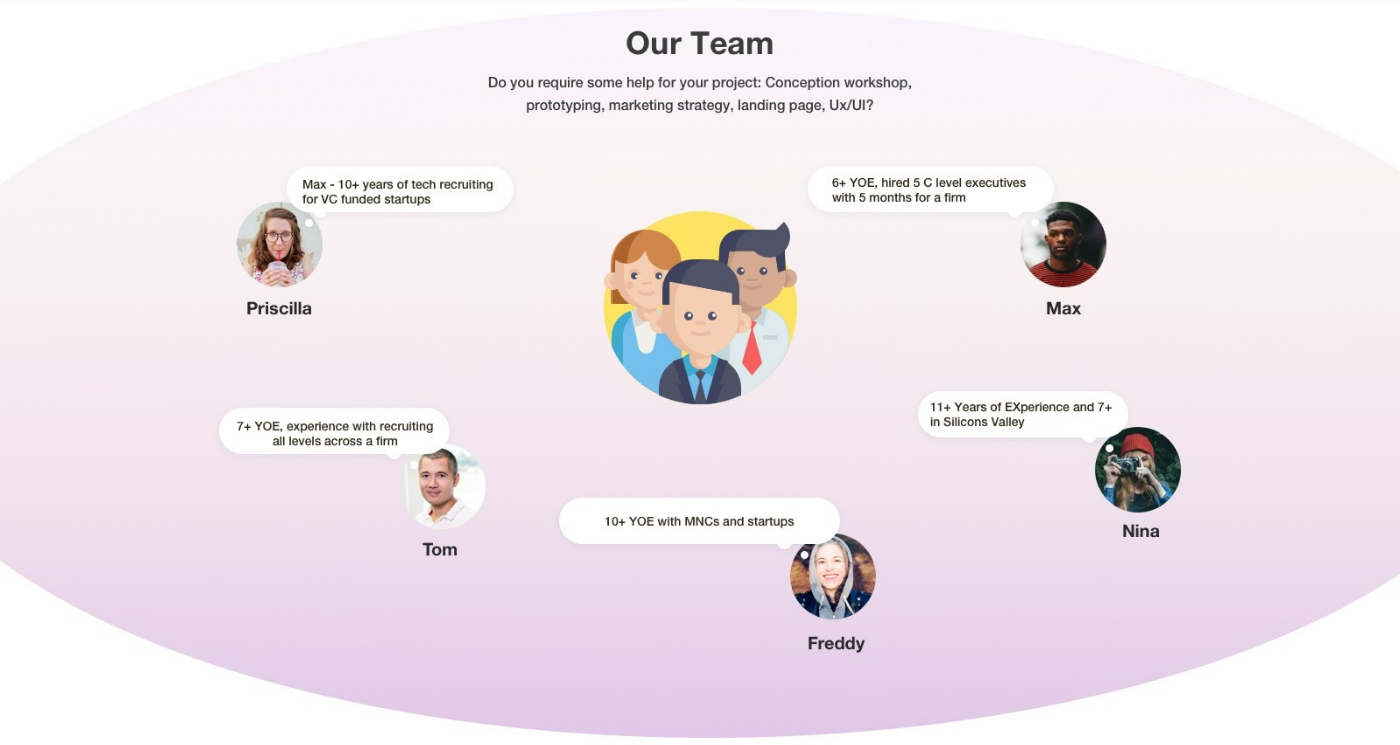 Our Team
Do you require some help for your project: Conception workshop,
prototyping, marketing strategy, landing page, Ux/UI?
Max - 10+ years of tech recruiting
for VC funded startups
Priscilla
6+ YOE, hired 5 C level executives
with 5 months for a firm
Max
7+ YOE, experience with recruiting
all levels across a firm
Tom
11+ Years of EXperience and 7+
in Silicons Valley
Nina
10+ YOE with MNCs and startups
Freddy